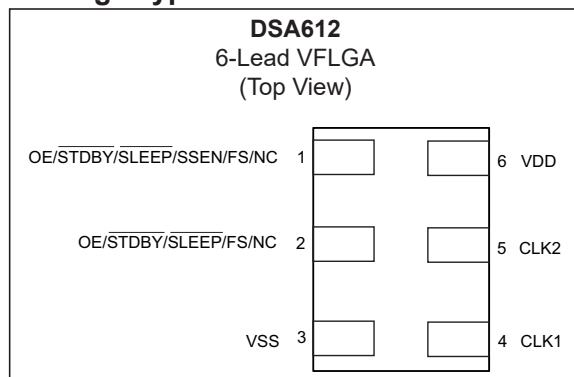 DSA612
6-Lead VFLGA
(Top View)
OE/STDBY/SLEEP/SSEN/FS/NC 1
6 VDD
OE/STDBY/SLEEP/FS/NC 2
5 CLK2
VSS 3
4 CLK1